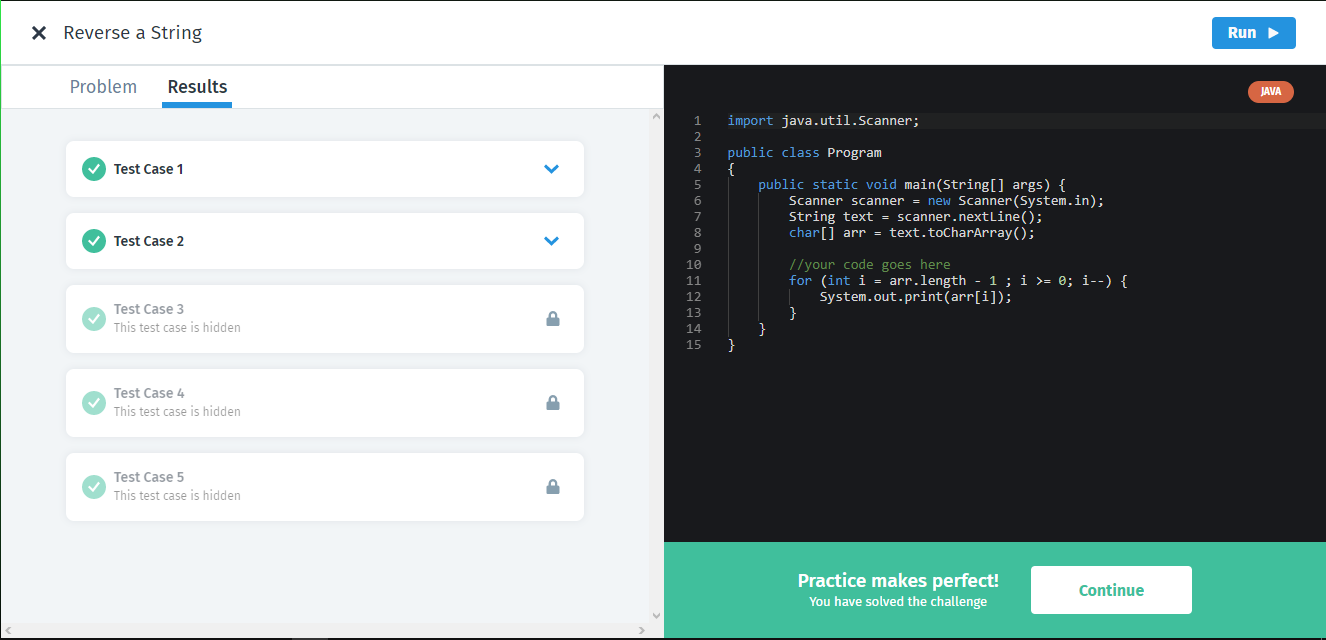 Reverse a String
Run
Problem
Results
Test Case 1
Test Case 2
Test Case 3
This test case is hidden
Test Case 4
This test case is hidden
Test Case 5
This test case is hidden
JAVA
1 import java.util.Scanner;
2
3 public class Program
4 {
5     public static void main(String[] args) {
6         Scanner scanner = new Scanner(System.in);
7         String text = scanner.nextLine();
8         char[] arr = text.toCharArray();
9
10         //your code goes here
11         for (int i = arr.length - 1 ; i >= 0; i--) {
12             System.out.print(arr[i]);
13         }
14     }
15 }
Practice makes perfect!
You have solved the challenge
Continue